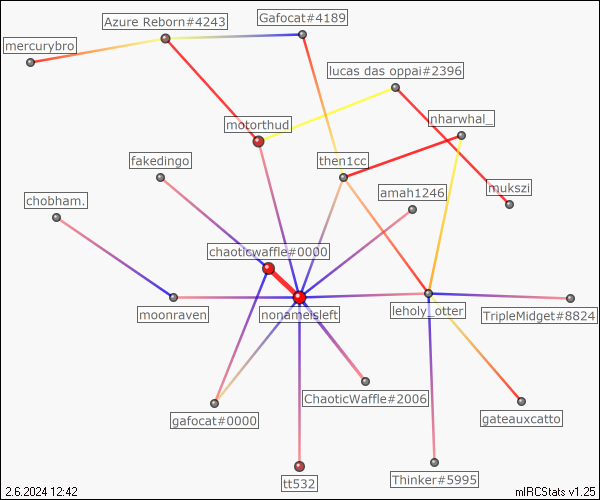 Gafocat#4189
Azure Reborn#4243
mercurybro
lucas das oppai#2396
nharwhal_
motorthud
then1cc
fakedingo
mukszi
amah1246
chobham.
chaoticwaffle#0000
moonraven
nonameisleft
leholy_otter
TripleMidget#8824
ChaoticWaffle#2006
gafocat#0000
gateauxcatto
tt532
Thinker#5995
2.6.2024 12:42
mIRCStats v1.25